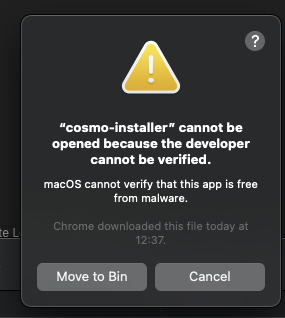 ?
“cosmo-installer” cannot be
opened because the developer
cannot be verified.
macOS cannot verify that this app is free
from malware.
Chrome downloaded this file today at
12:37.
te L
Move to Bin
Cancel